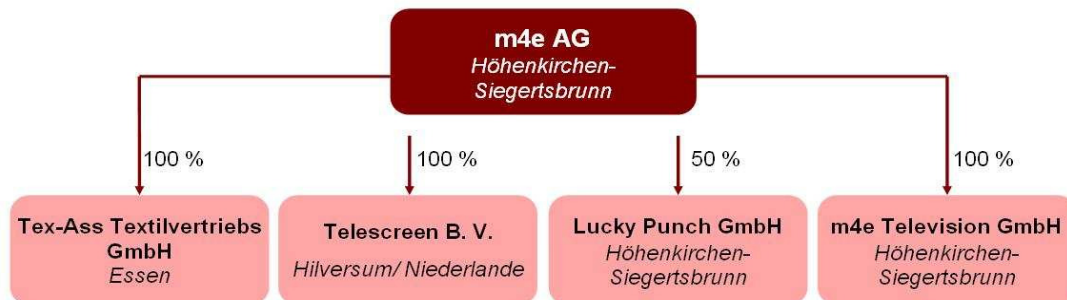 m4e AG
Höhenkirchen-
Siegertsbrunn
100 %
100 %
50 %
100 %
Tex-Ass Textilvertriebs
GmbH
Essen
Telescreen B. V.
Hilversum/ Niederlande
Lucky Punch GmbH
Höhenkirchen-
Siegertsbrunn
m4e Television GmbH
Höhenkirchen-
Siegertsbrunn